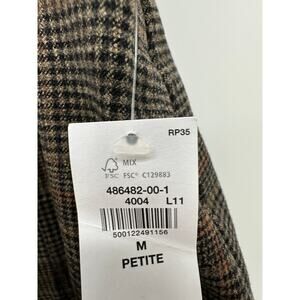 RP35
MIX
FSC FSC® C129883
486482-00-1
4004 L11
500122491156
M
PETITE